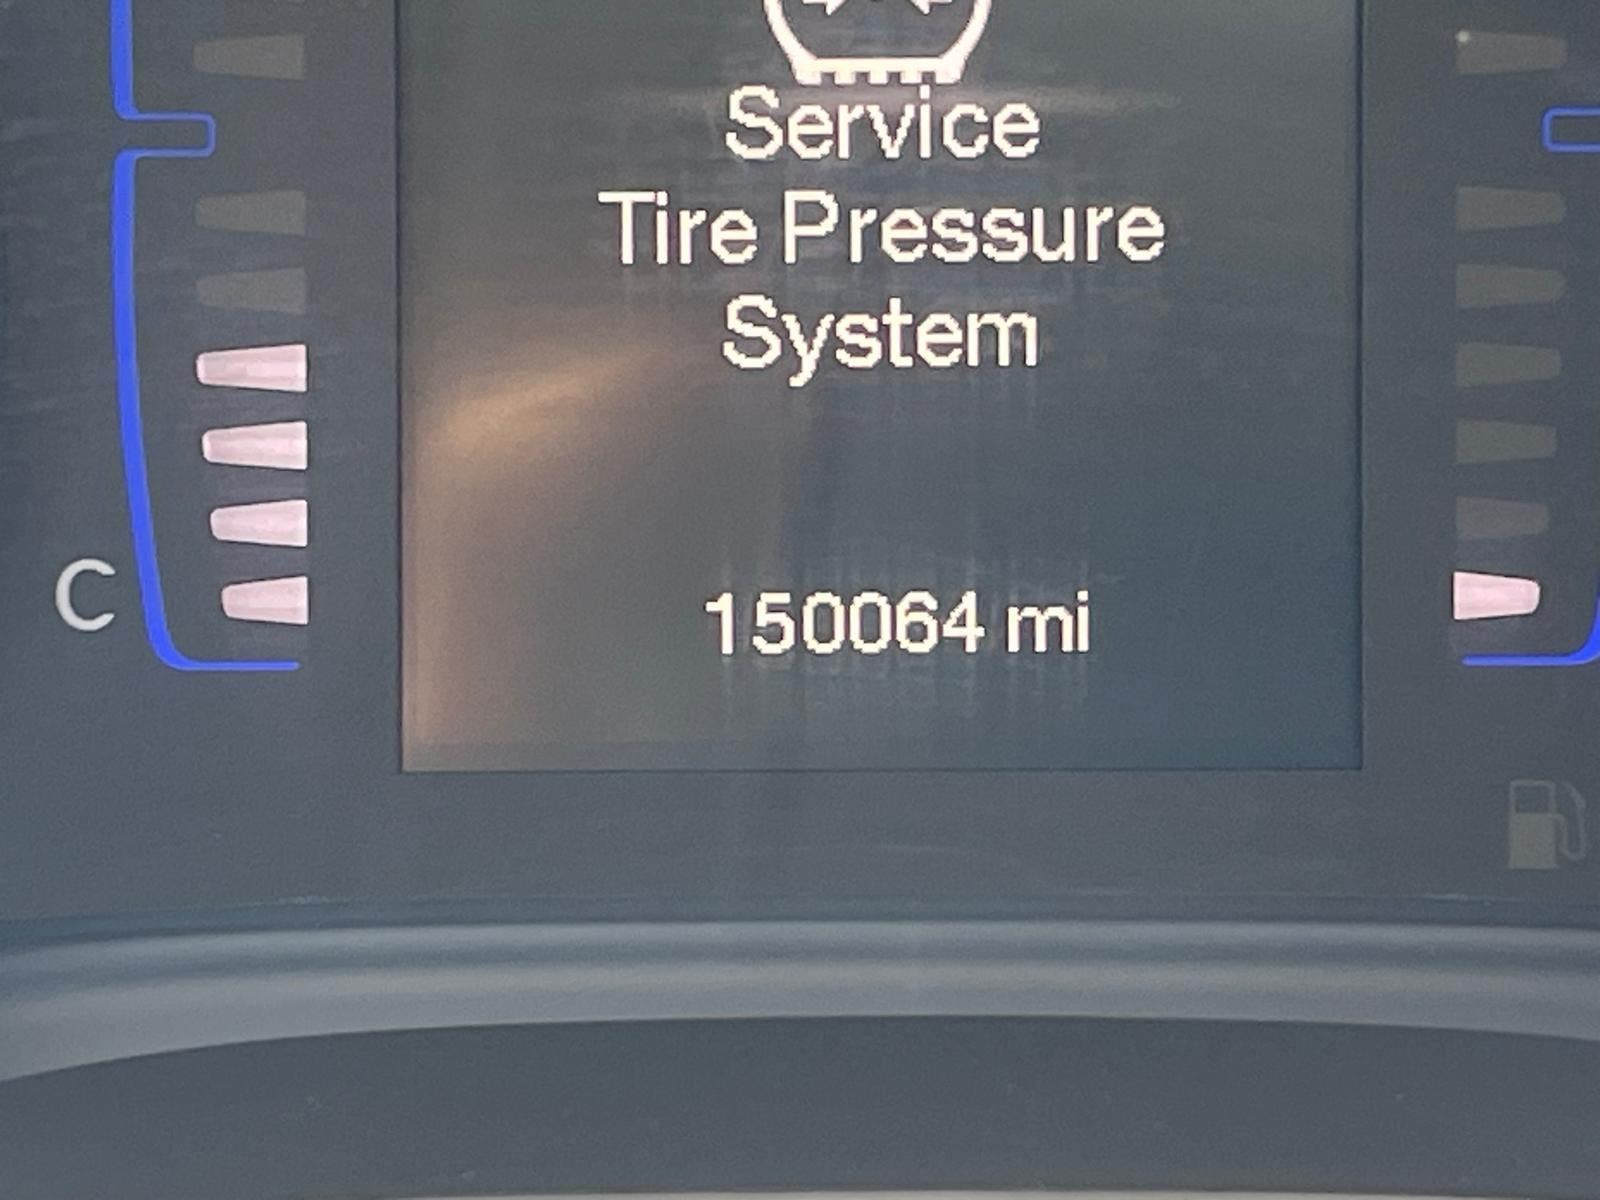 Service
Tire Pressure
System
C
150064 mi